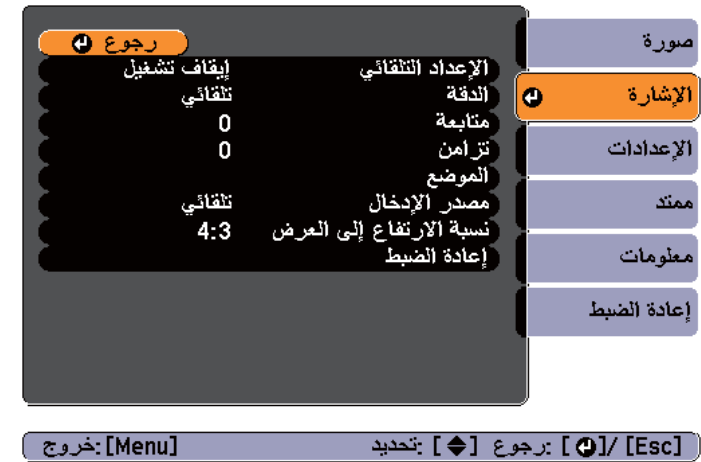 صورة
الإشارة
الإعدادات
ممتد
معلومات
إعادة الضبط
رجوع
الإعداد التلقائي إيقاف تشغيل
الدقة تلقائي
متابعة 0
تزامن 0
الموضع
مصدر الإدخال تلقائي
نسبة الارتفاع إلى العرض 4:3
إعادة الضبط
[Esc] /[ ] :رجوع [ ] :تحديد [Menu] :خروج